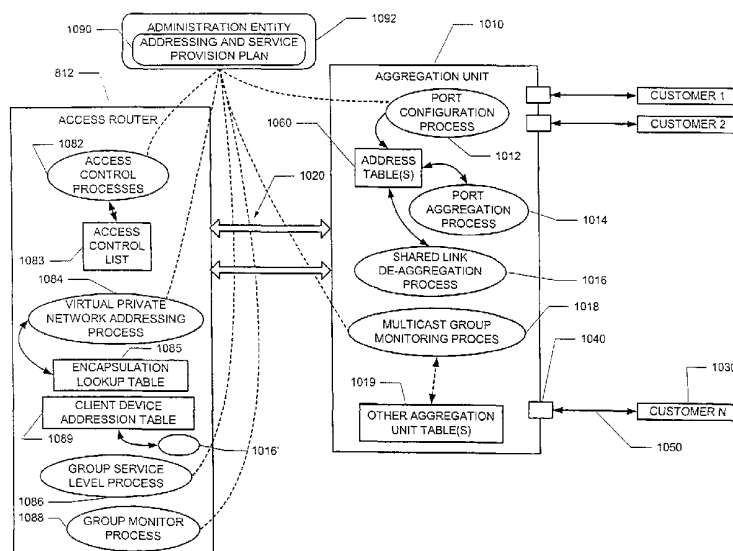 ADMINISTRATION ENTITY
1092
1090
ADDRESSING AND SERVICE
PROVISION PLAN
1010
812
AGGREGATION UNIT
ACCESS ROUTER
PORT
CONFIGURATION
PROCESS
CUSTOMER 1
CUSTOMER 2
1082
1060
ACCESS
CONTROL
PROCESSES
ADDRESS
TABLE(S)
1012
1020
PORT
AGGREGATION
PROCESS
1014
ACCESS
CONTROL
LIST
1083
1084
SHARED LINK
DE-AGGREGATION
PROCESS
1016
1018
VIRTUAL PRIVATE
NETWORK ADDRESSING
PROCESS
MULTICAST GROUP
MONITORING PROCES
1040
1085
1030
ENCAPSULATION
LOOKUP TABLE
1019
CLIENT DEVICE
ADDRESSION TABLE
OTHER AGGREGATION
UNIT TABLE(S)
CUSTOMER N
1089
1016'
1050
GROUP SERVICE
LEVEL PROCESS
1086
1088
GROUP MONITOR
PROCESS